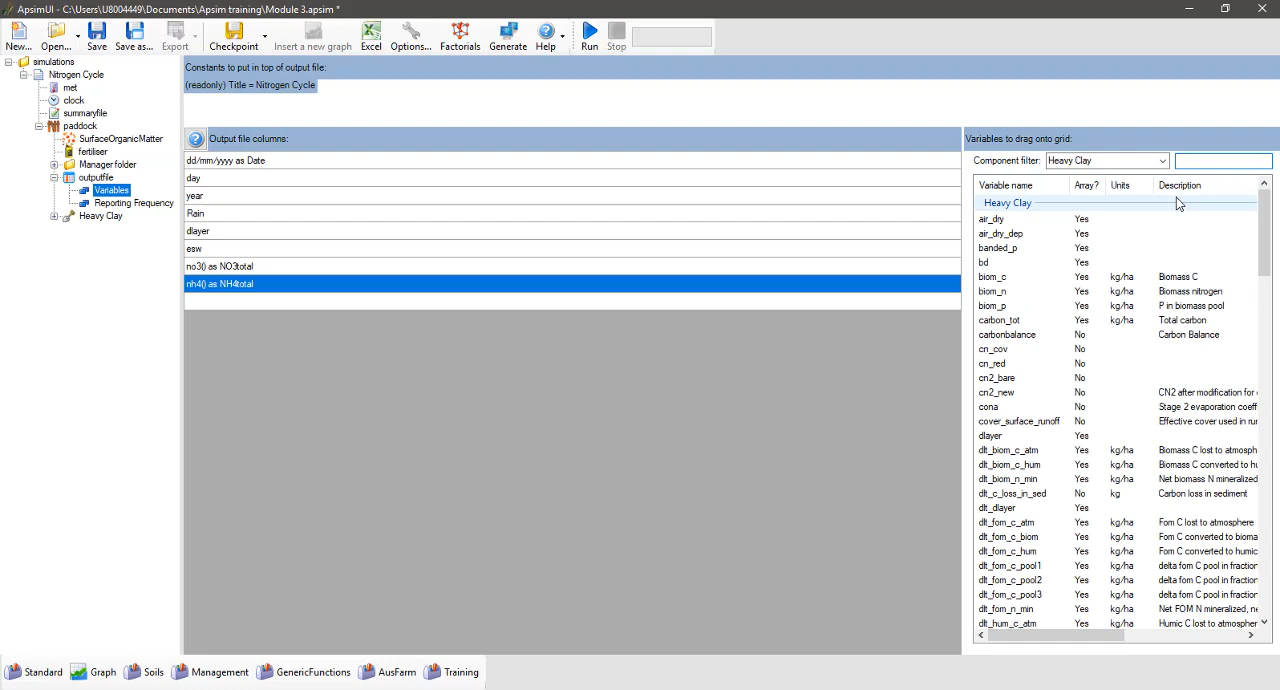 ApsimUI - C:\Users\U8004449\Documents\Apsim training\Module 3.apsim *
New... Open... Save Save as... Export Checkpoint Insert a new graph Excel Options... Factorials Generate Help Run Stop
simulations
Nitrogen Cycle
met
clock
summaryfile
paddock
SurfaceOrganicMatter
fertiliser
Manager folder
outputfile
Variables
Reporting Frequency
Heavy Clay
Constants to put in top of output file:
(readonly) Title = Nitrogen Cycle
Output file columns:
dd/mm/yyyy as Date
day
year
Rain
dlayer
esw
no3() as NO3total
nh4() as NH4total
Variables to drag onto grid:
Component filter: Heavy Clay
Variable name Array? Units Description
Heavy Clay
air_dry Yes
air_dry_dep Yes
banded_p Yes
bd Yes
biom_c Yes kg/ha Biomass C
biom_n Yes kg/ha Biomass nitrogen
biom_p Yes kg/ha P in biomass pool
carbon_tot Yes kg/ha Total carbon
carbonbalance No Carbon Balance
cn_cov No
cn_red No
cn2_bare No
cn2_new No CN2 after modification for
cona No Stage 2 evaporation coeff
cover_surface_runoff No Effective cover used in run
dlayer Yes
dlt_biom_c_atm Yes kg/ha Biomass C lost to atmosph
dlt_biom_c_hum Yes kg/ha Biomass C converted to hu
dlt_biom_n_min Yes kg/ha Net biomass N mineralized
dlt_c_loss_in_sed No kg Carbon loss in sediment
dlt_dlayer Yes
dlt_fom_c_atm Yes kg/ha Fom C lost to atmosphere
dlt_fom_c_biom Yes kg/ha Fom C converted to bioma
dlt_fom_c_hum Yes kg/ha Fom C converted to humic
dlt_fom_c_pool1 Yes kg/ha delta fom C pool in fraction
dlt_fom_c_pool2 Yes kg/ha delta fom C pool in fraction
dlt_fom_c_pool3 Yes kg/ha delta fom C pool in fraction
dlt_fom_n_min Yes kg/ha Net FOM N mineralized, ne
dlt_hum_c_atm Yes kg/ha Humic C lost to atmospher
Standard Graph Soils Management GenericFunctions AusFarm Training